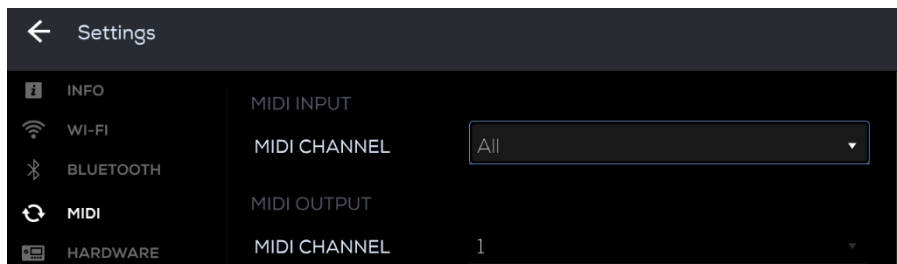 Settings
INFO
WI-FI
BLUETOOTH
MIDI
HARDWARE
MIDI INPUT
MIDI CHANNEL All
MIDI OUTPUT
MIDI CHANNEL 1